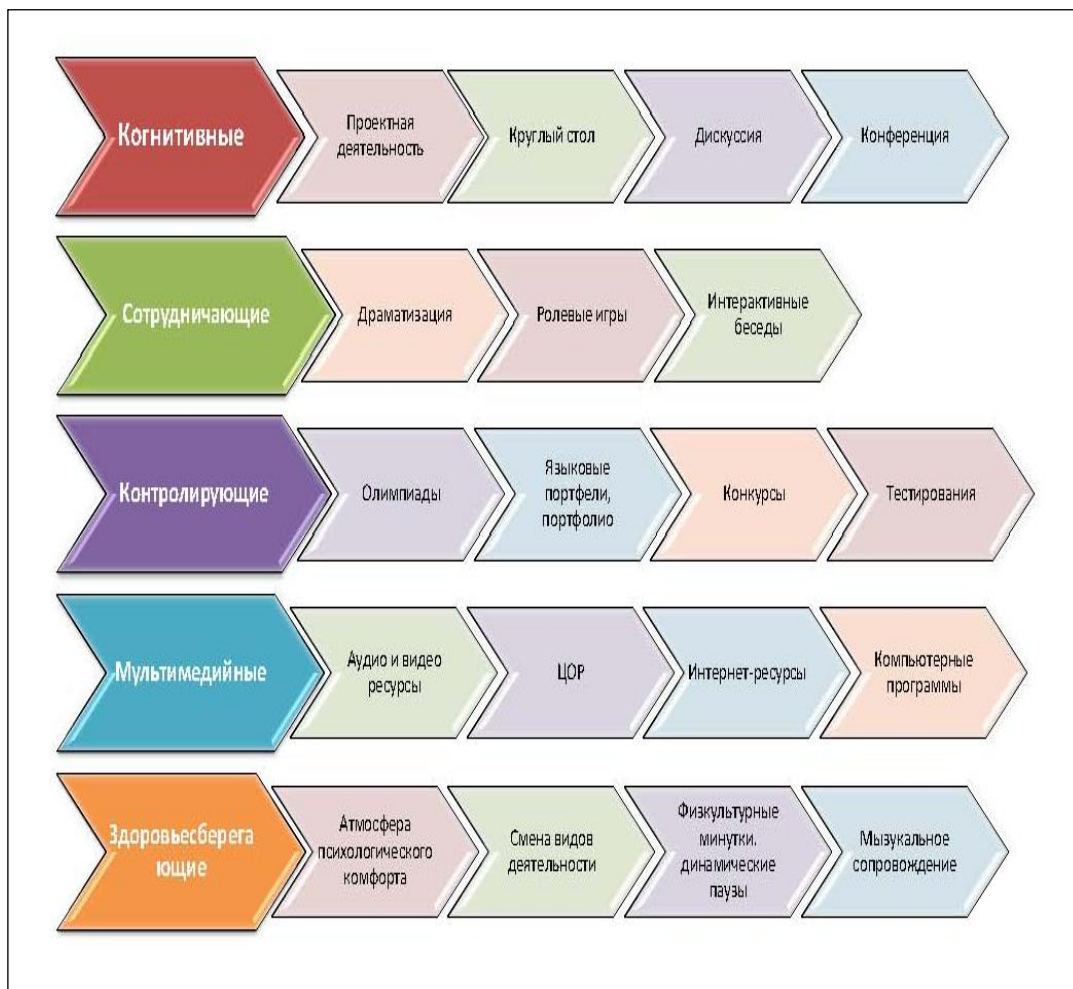 Когнитивные
Проектная
деятельность
Круглый стол
Дискуссия
Конференция
Сотрудничающие
Драматизация
Ролевые игры
Интерактивные
беседы
Контролирующие
Олимпиады
Языковые
портфели,
портфолио
Конкурсы
Тестирования
Мультимедийные
Аудио и видео
ресурсы
ЦОР
Интернет-ресурсы
Компьютерные
программы
Здоровьесберега
ющие
Атмосфера
психологического
комфорта
Смена видов
деятельности
Физкультурные
минутки.
динамические
паузы
Мызукальное
сопровождение